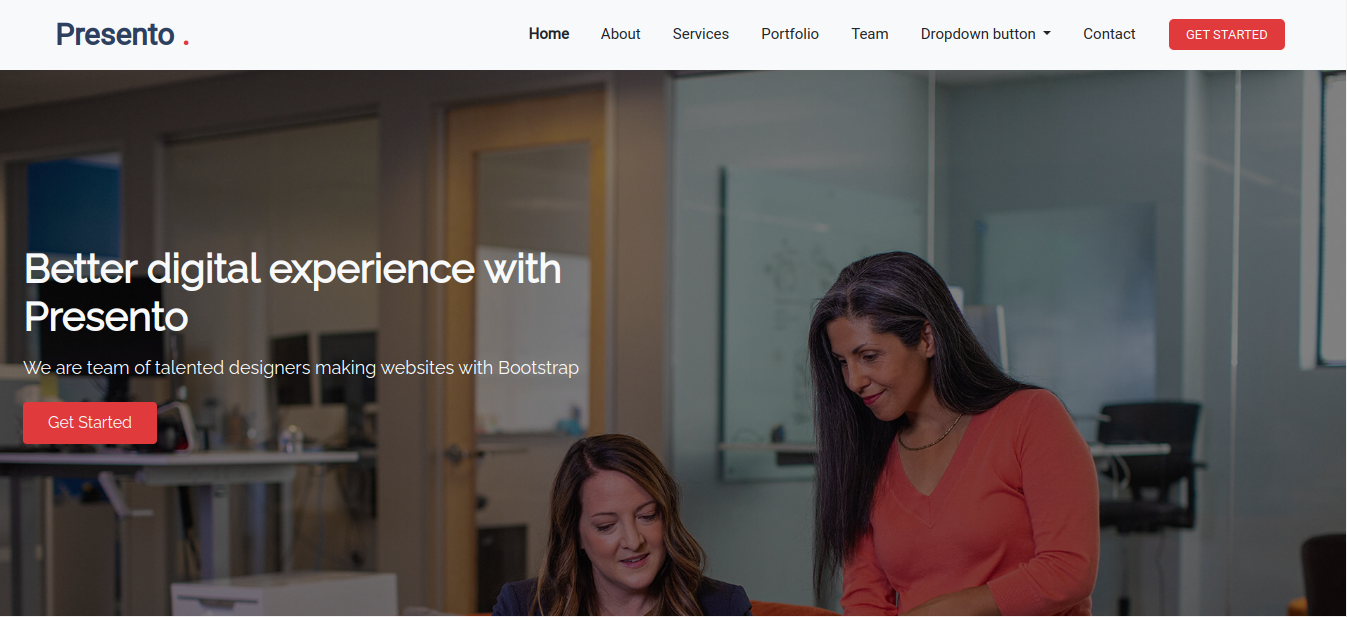 Presento .
Home About Services Portfolio Team Dropdown button Contact GET STARTED
Better digital experience with
Presento
We are team of talented designers making websites with Bootstrap
Get Started